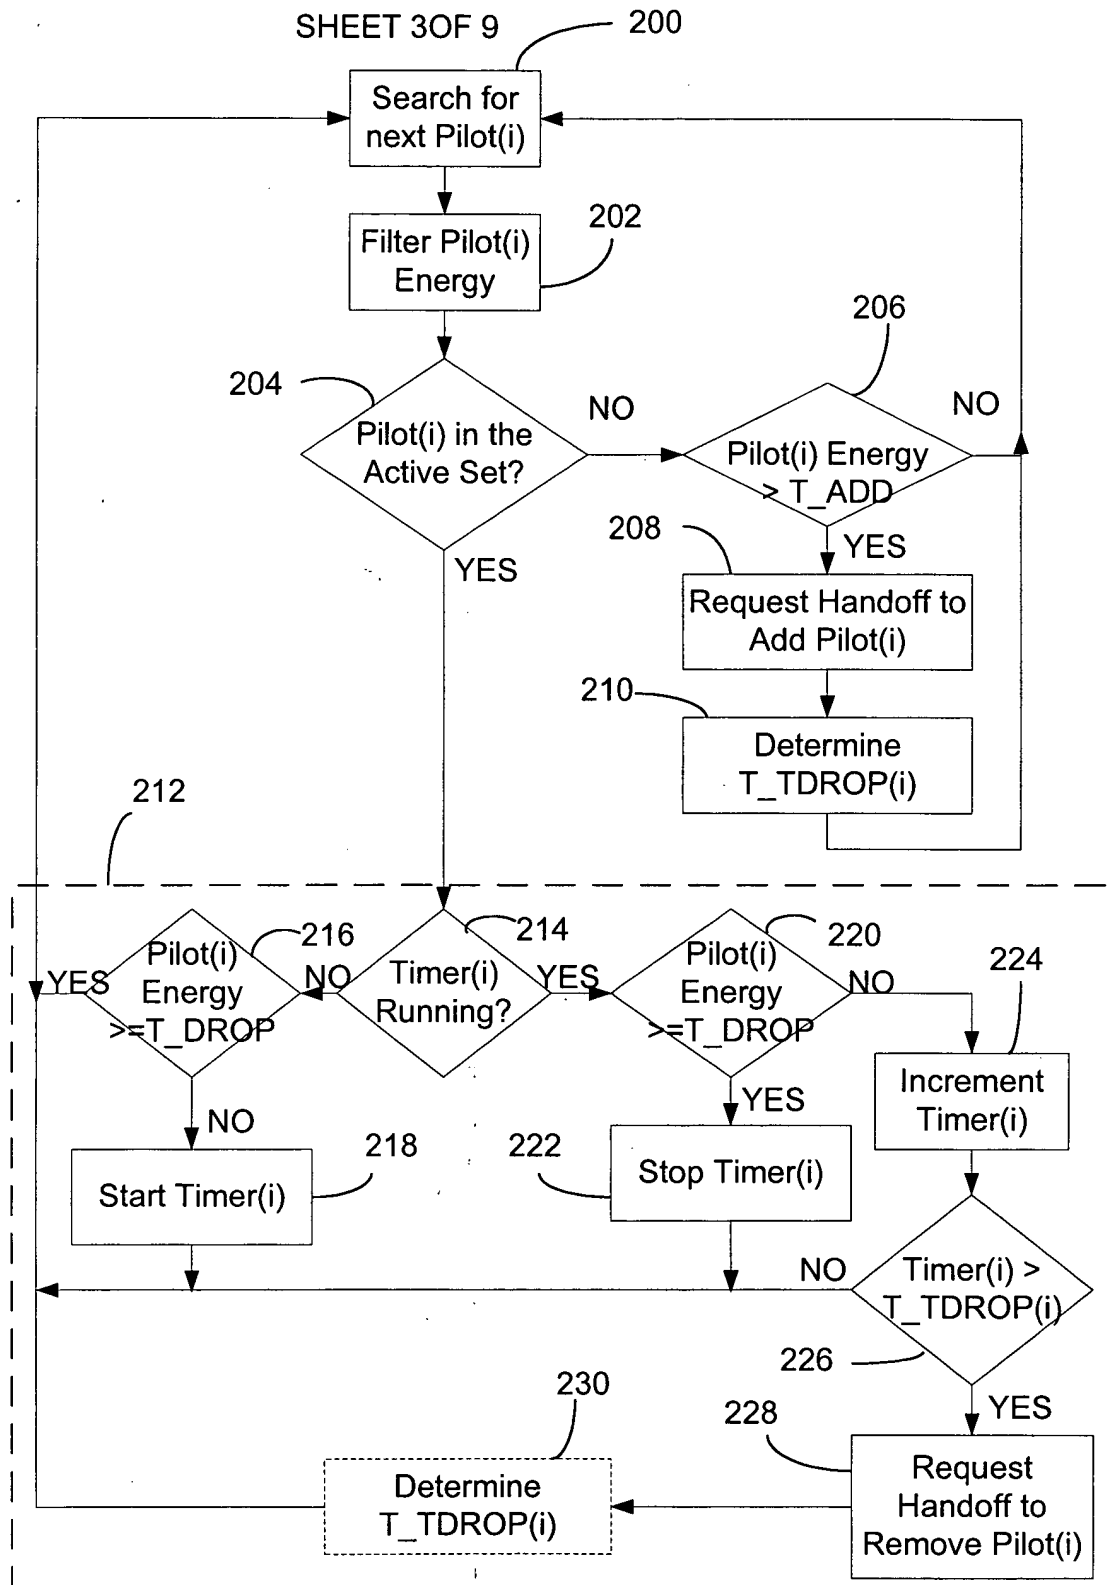 SHEET 3OF 9
200
Search for
next Pilot(i)
202
Filter Pilot(i)
Energy
204
Pilot(i) in the
Active Set?
NO
206
Pilot(i) Energy
> T_ADD
NO
YES
208
YES
Request Handoff to
Add Pilot(i)
210
Determine
T_TDROP(i)
212
216
Pilot(i)
Energy
>=T_DROP
YES
NO
214
Timer(i)
Running?
YES
220
Pilot(i)
Energy
>=T_DROP
NO
224
Increment
Timer(i)
NO
218
Start Timer(i)
YES
222
Stop Timer(i)
NO
Timer(i) >
T_TDROP(i)
226
YES
228
Request
Handoff to
Remove Pilot(i)
230
Determine
T_TDROP(i)